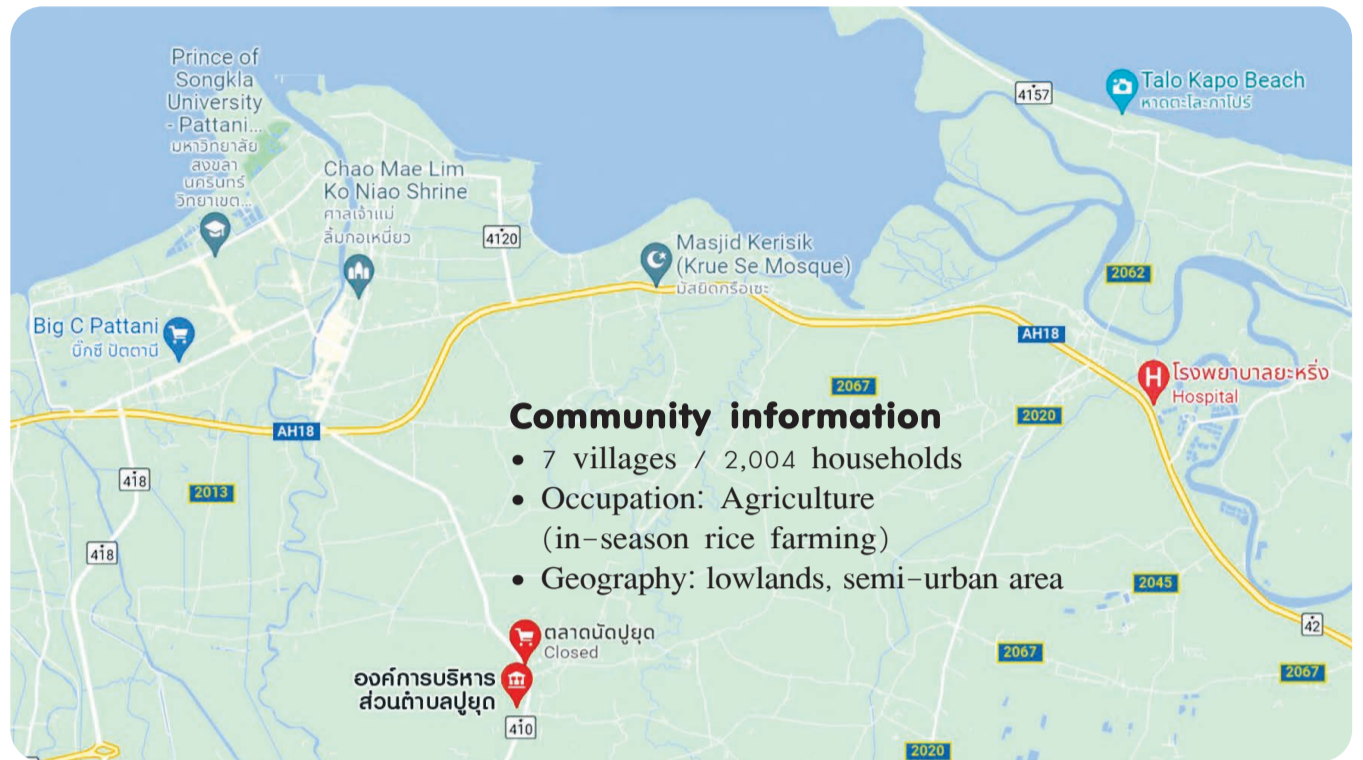 Prince of
Songkla
University
- Pattani...
มหาวิทยาลัย
สงขลา
นครินทร์
วิทยาเขต...
4157
Talo Kapo Beach
หาดตะโละกาโปร์
Chao Mae Lim
Ko Niao Shrine
ศาลเจ้าแม่
ลิ้มกอเหนี่ยว
4120
Masjid Kerisik
(Krue Se Mosque)
มัสยิดกรือเซะ
2062
Big C Pattani
บิ๊กซี ปัตตานี
AH18
โรงพยาบาลยะหริ่ง
Hospital
2067
2020
AH18
Community information
• 7 villages / 2,004 households
• Occupation: Agriculture
(in-season rice farming)
• Geography: lowlands, semi-urban area
418
2013
418
2045
42
ตลาดนัดปูยุด
Closed
2067
2067
องค์การบริหาร
ส่วนตำบลปูยุด
410
2020